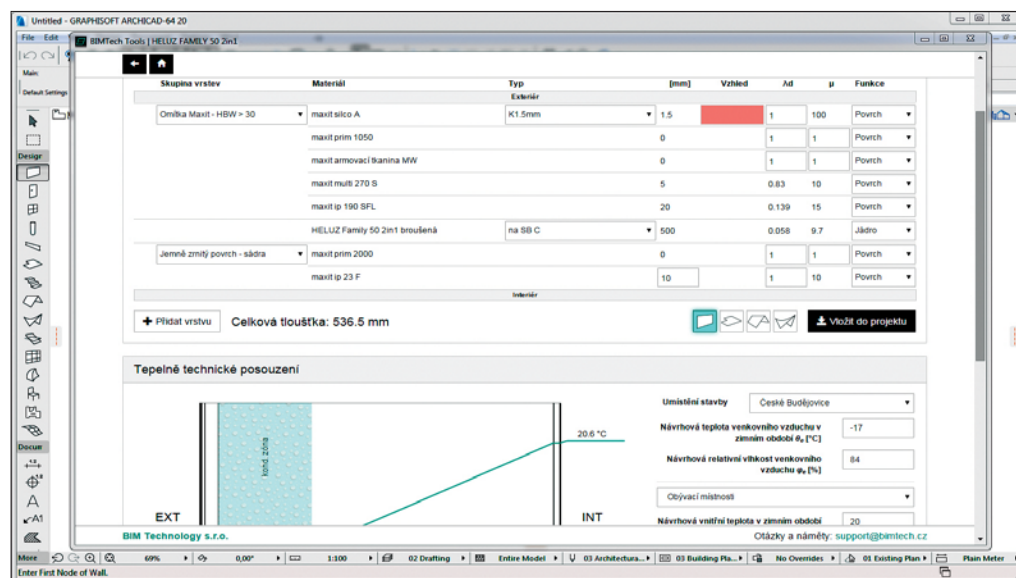 Untitled - GRAPHISOFT ARCHICAD-64 20
File Edit
BIMTech Tools | HELUZ FAMILY 50 2in1
Main:
Default Settings
Skupina vrstev Materiál Typ [mm] Vzhled λd μ Funkce
Exteriér
Omítka Maxit - HBW > 30 maxit silco A K1.5mm 1.5 1 100 Povrch
maxit prim 1050 0 1 1 Povrch
maxit armovací tkanina MW 0 1 1 Povrch
Design
maxit multi 270 S 5 0.83 10 Povrch
maxit ip 190 SFL 20 0.139 15 Povrch
HELUZ Family 50 2in1 broušená na SB C 500 0.058 9.7 Jádro
Jemně zrnitý povrch - sádra maxit prim 2000 0 1 1 Povrch
maxit ip 23 F 10 1 10 Povrch
Interiér
Přidat vrstvu Celková tloušťka: 536.5 mm Vložit do projektu
Tepelně technické posouzení
Umístění stavby České Budějovice
Návrhová teplota venkovního vzduchu v
zimním období θe [°C] -17
20.6 °C
kond. zóna
Návrhová relativní vlhkost venkovního
vzduchu φe [%] 84
Docum
Obývací místnosti
EXT INT
Návrhová vnitřní teplota v zimním období 20
BIM Technology s.r.o. Otázky a náměty: support@bimtech.cz
A
A1
More 69% 0,00° 1:100 02 Drafting Entire Model 03 Architectura... 03 Building Pla... No Overrides 01 Existing Plan Plain Meter
Enter First Node of Wall.